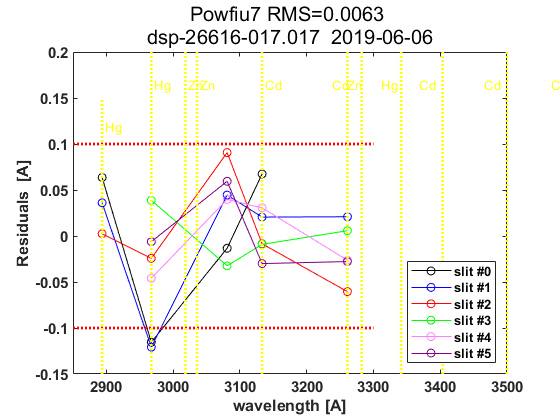 Powfiu7 RMS=0.0063
dsp-26616-017.017 2019-06-06
0.2
0.15
0.1
0.05
0
-0.05
-0.1
-0.15
Residuals [A]
Hg
Hg
Zn
Cd
Cd
Zn
Hg
Cd
Cd
slit #0
slit #1
slit #2
slit #3
slit #4
slit #5
2900
3000
3100
3200
3300
3400
3500
wavelength [A]